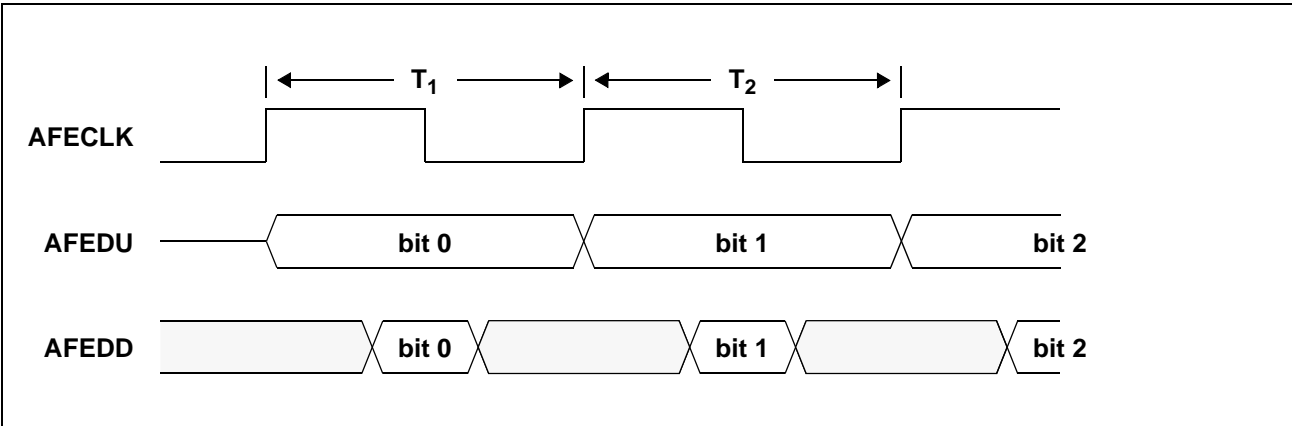 T₁ T₂
AFECLK
AFEDU bit 0 bit 1 bit 2
AFEDD bit 0 bit 1 bit 2